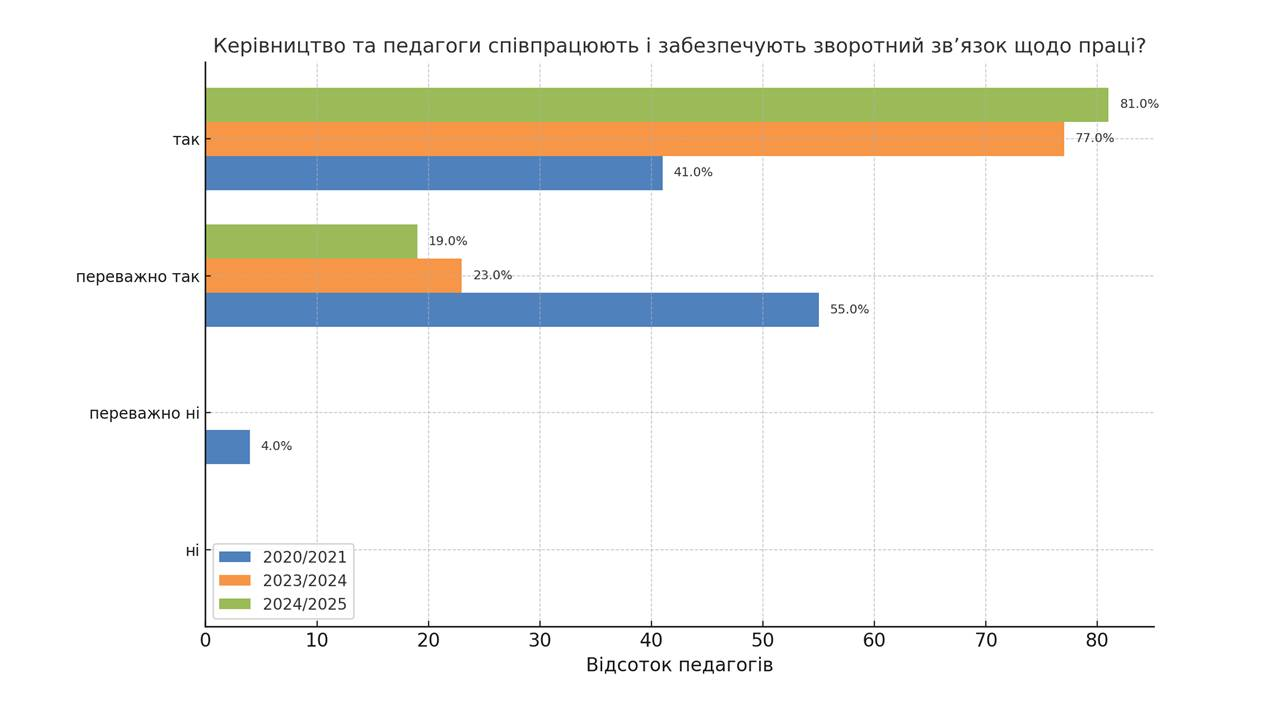 Керівництво та педагоги співпрацюють і забезпечують зворотний зв’язок щодо праці?
81.0%
так
77.0%
41.0%
19.0%
переважно так
23.0%
55.0%
переважно ні
4.0%
ні
2020/2021
2023/2024
2024/2025
0 10 20 30 40 50 60 70 80
Відсоток педагогів